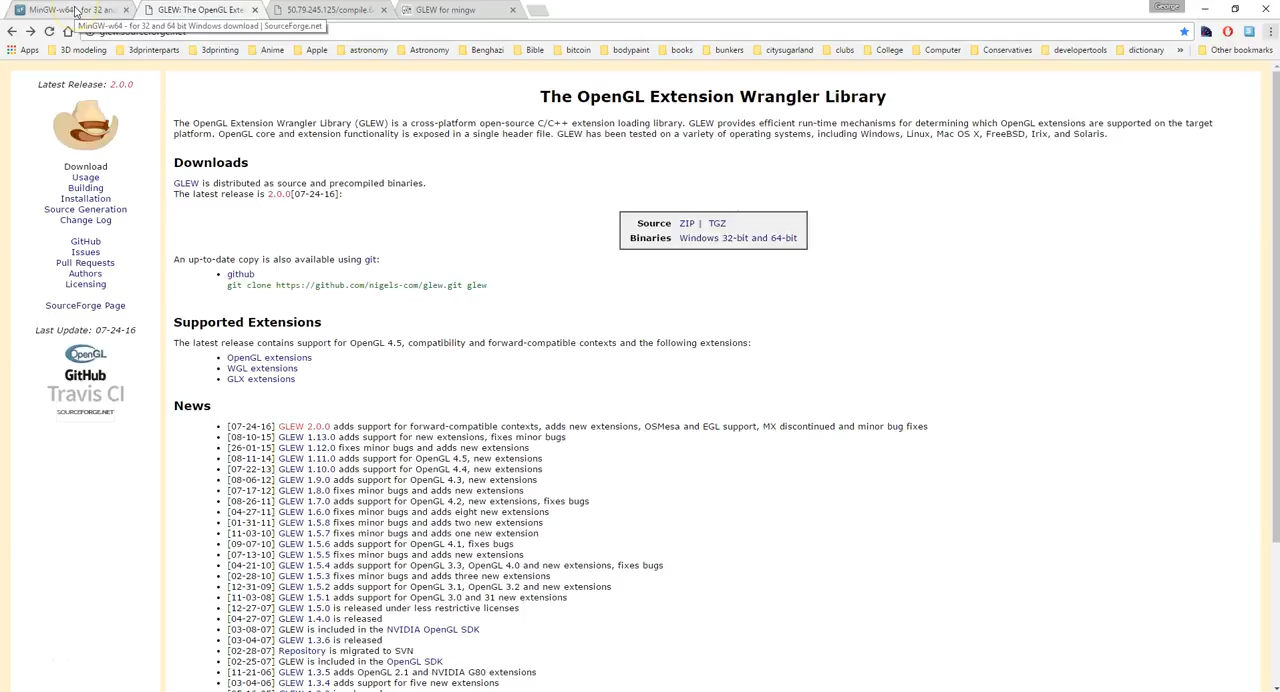 MinGW-w64 - for 32 and
GLEW: The OpenGL Exten
50.79.245.125/compile.6
GLEW for mingw
George
MinGW-w64 - for 32 and 64 bit Windows download | SourceForge.net
Apps 3D modeling 3dprinterparts 3dprinting Anime Apple astronomy Astronomy Benghazi Bible bitcoin bodypaint books bunkers citysugarland clubs College Computer Conservatives developertools dictionary » Other bookmarks
Latest Release: 2.0.0
Download
Usage
Building
Installation
Source Generation
Change Log
GitHub
Issues
Pull Requests
Authors
Licensing
SourceForge Page
Last Update: 07-24-16
OpenGL
GitHub
Travis CI
SOURCEFORGE.NET
The OpenGL Extension Wrangler Library
The OpenGL Extension Wrangler Library (GLEW) is a cross-platform open-source C/C++ extension loading library. GLEW provides efficient run-time mechanisms for determining which OpenGL extensions are supported on the target
platform. OpenGL core and extension functionality is exposed in a single header file. GLEW has been tested on a variety of operating systems, including Windows, Linux, Mac OS X, FreeBSD, Irix, and Solaris.
Downloads
GLEW is distributed as source and precompiled binaries.
The latest release is 2.0.0[07-24-16]:
Source ZIP | TGZ
Binaries Windows 32-bit and 64-bit
An up-to-date copy is also available using git:
• github
git clone https://github.com/nigels-com/glew.git glew
Supported Extensions
The latest release contains support for OpenGL 4.5, compatibility and forward-compatible contexts and the following extensions:
• OpenGL extensions
• WGL extensions
• GLX extensions
News
• [07-24-16] GLEW 2.0.0 adds support for forward-compatible contexts, adds new extensions, OSMesa and EGL support, MX discontinued and minor bug fixes
• [08-10-15] GLEW 1.13.0 adds support for new extensions, fixes minor bugs
• [26-01-15] GLEW 1.12.0 fixes minor bugs and adds new extensions
• [08-11-14] GLEW 1.11.0 adds support for OpenGL 4.5, new extensions
• [07-22-13] GLEW 1.10.0 adds support for OpenGL 4.4, new extensions
• [08-06-12] GLEW 1.9.0 adds support for OpenGL 4.3, new extensions
• [07-17-12] GLEW 1.8.0 fixes minor bugs and adds new extensions
• [08-26-11] GLEW 1.7.0 adds support for OpenGL 4.2, new extensions, fixes bugs
• [04-27-11] GLEW 1.6.0 fixes minor bugs and adds eight new extensions
• [01-31-11] GLEW 1.5.8 fixes minor bugs and adds two new extensions
• [11-03-10] GLEW 1.5.7 fixes minor bugs and adds one new extension
• [09-07-10] GLEW 1.5.6 adds support for OpenGL 4.1, fixes bugs
• [07-13-10] GLEW 1.5.5 fixes minor bugs and adds new extensions
• [04-21-10] GLEW 1.5.4 adds support for OpenGL 3.3, OpenGL 4.0 and new extensions, fixes bugs
• [02-28-10] GLEW 1.5.3 fixes minor bugs and adds three new extensions
• [12-31-09] GLEW 1.5.2 adds support for OpenGL 3.1, OpenGL 3.2 and new extensions
• [11-03-08] GLEW 1.5.1 adds support for OpenGL 3.0 and 31 new extensions
• [12-27-07] GLEW 1.5.0 is released under less restrictive licenses
• [04-27-07] GLEW 1.4.0 is released
• [03-08-07] GLEW is included in the NVIDIA OpenGL SDK
• [03-04-07] GLEW 1.3.6 is released
• [02-28-07] Repository is migrated to SVN
• [02-25-07] GLEW is included in the OpenGL SDK
• [11-21-06] GLEW 1.3.5 adds OpenGL 2.1 and NVIDIA G80 extensions
• [03-04-06] GLEW 1.3.4 adds support for five new extensions